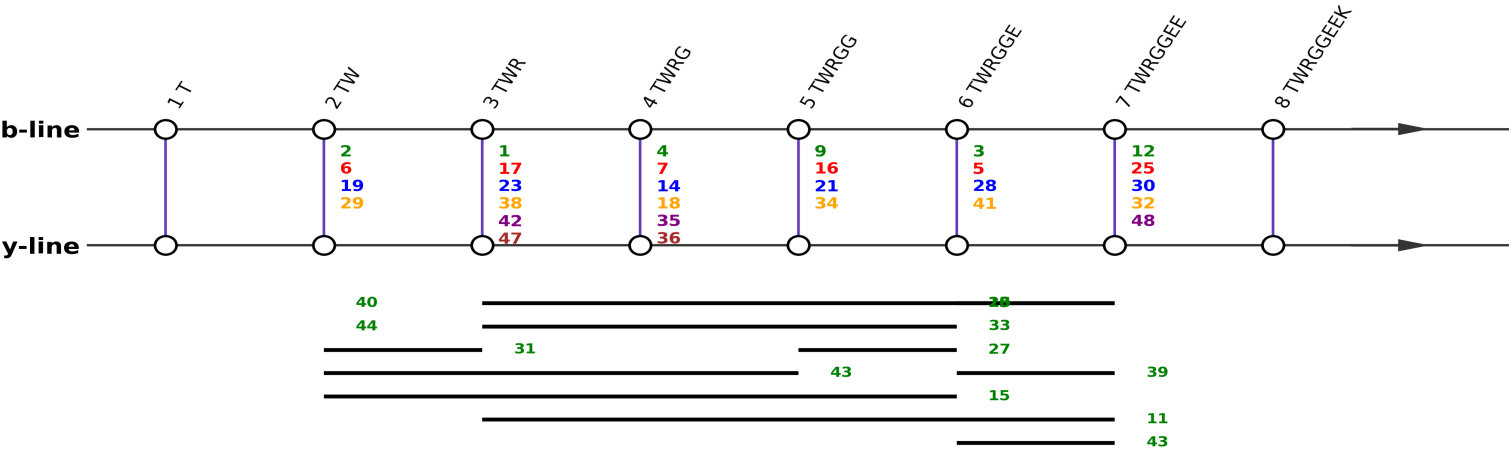 1 T
2 TW
3 TWR
4 TWRG
5 TWRGG
6 TWRGGE
7 TWRGGEE
8 TWRGGEEK
b-line
2 1 4 9 3 12
6 17 7 16 5 25
19 23 14 21 28 30
29 38 18 34 41 32
42 35 48
47 36
y-line
40
44 33
31 27
43 39
15
11
43